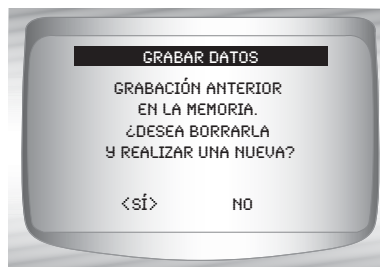 GRABAR DATOS
GRABACIÓN ANTERIOR
EN LA MEMORIA.
¿DESEA BORRARLA
Y REALIZAR UNA NUEVA?
<SÍ> NO